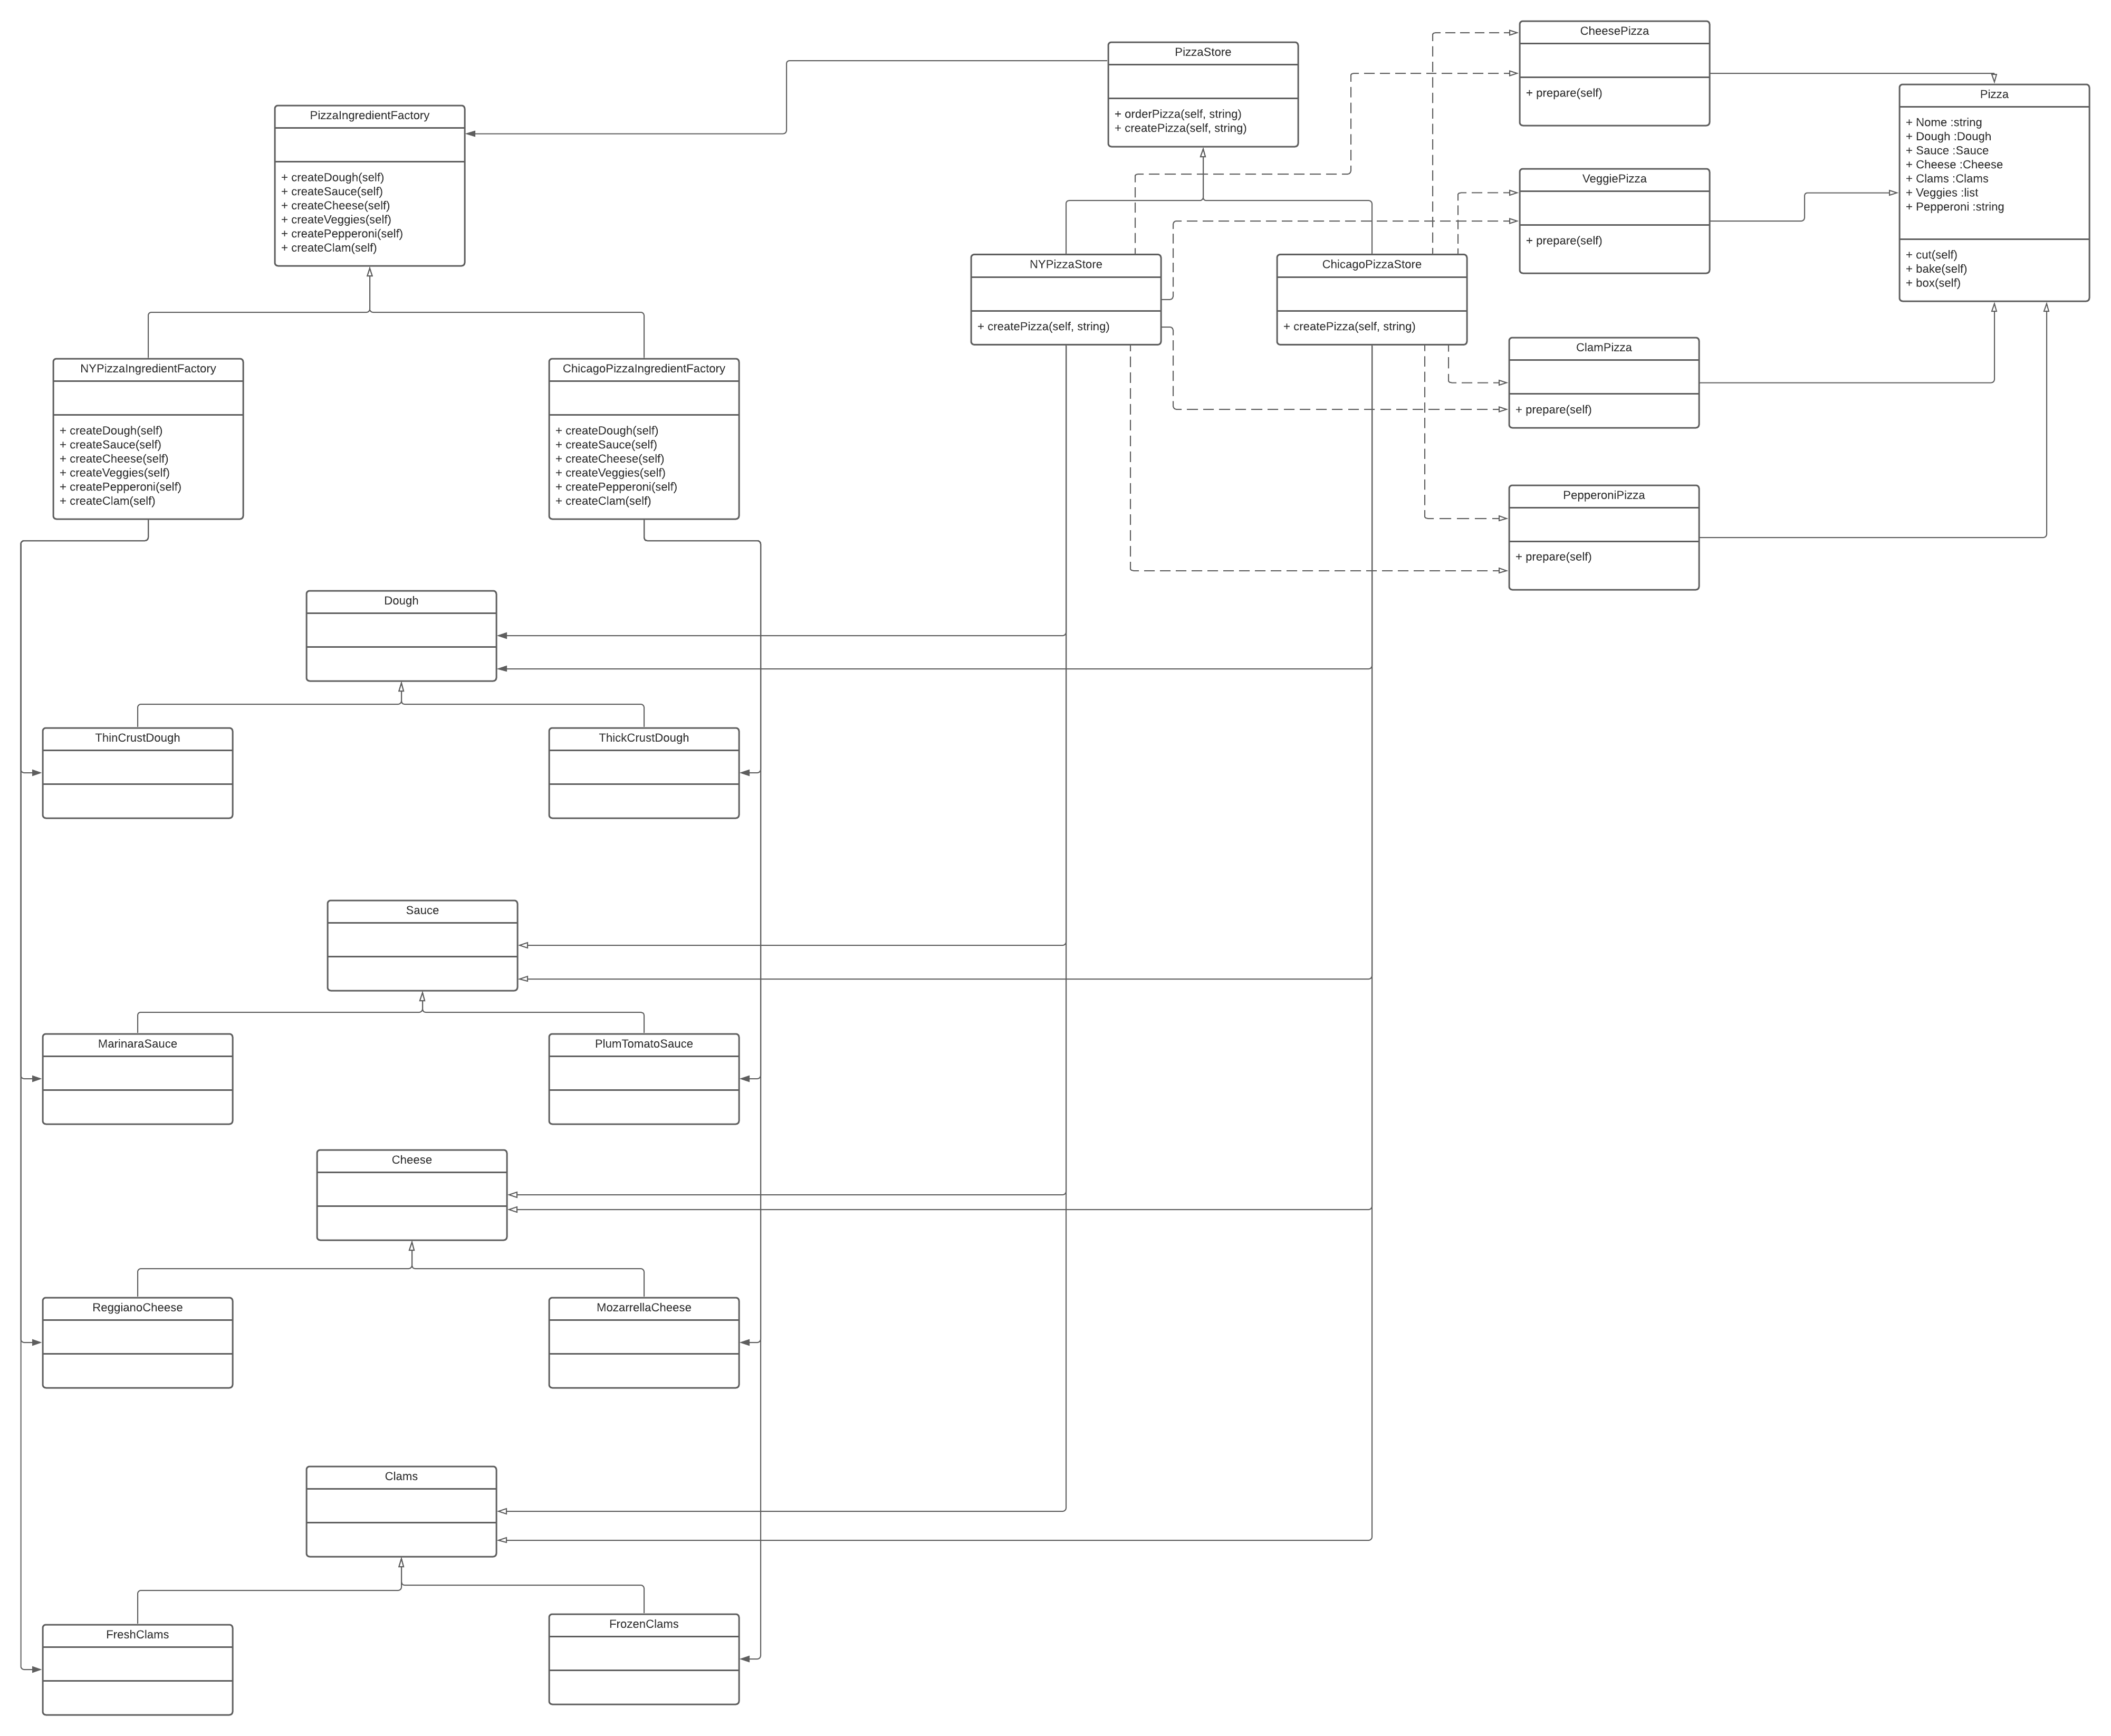 CheesePizza
+ prepare(self)
PizzaStore
+ orderPizza(self, string)
+ createPizza(self, string)
Pizza
+ Nome :string
+ Dough :Dough
+ Sauce :Sauce
+ Cheese :Cheese
+ Clams :Clams
+ Veggies :list
+ Pepperoni :string
+ cut(self)
+ bake(self)
+ box(self)
PizzaIngredientFactory
+ createDough(self)
+ createSauce(self)
+ createCheese(self)
+ createVeggies(self)
+ createPepperoni(self)
+ createClam(self)
VeggiePizza
+ prepare(self)
NYPizzaStore
+ createPizza(self, string)
ChicagoPizzaStore
+ createPizza(self, string)
ClamPizza
+ prepare(self)
NYPizzaIngredientFactory
+ createDough(self)
+ createSauce(self)
+ createCheese(self)
+ createVeggies(self)
+ createPepperoni(self)
+ createClam(self)
ChicagoPizzaIngredientFactory
+ createDough(self)
+ createSauce(self)
+ createCheese(self)
+ createVeggies(self)
+ createPepperoni(self)
+ createClam(self)
PepperoniPizza
+ prepare(self)
Dough
ThinCrustDough
ThickCrustDough
Sauce
MarinaraSauce
PlumTomatoSauce
Cheese
ReggianoCheese
MozarrellaCheese
Clams
FreshClams
FrozenClams